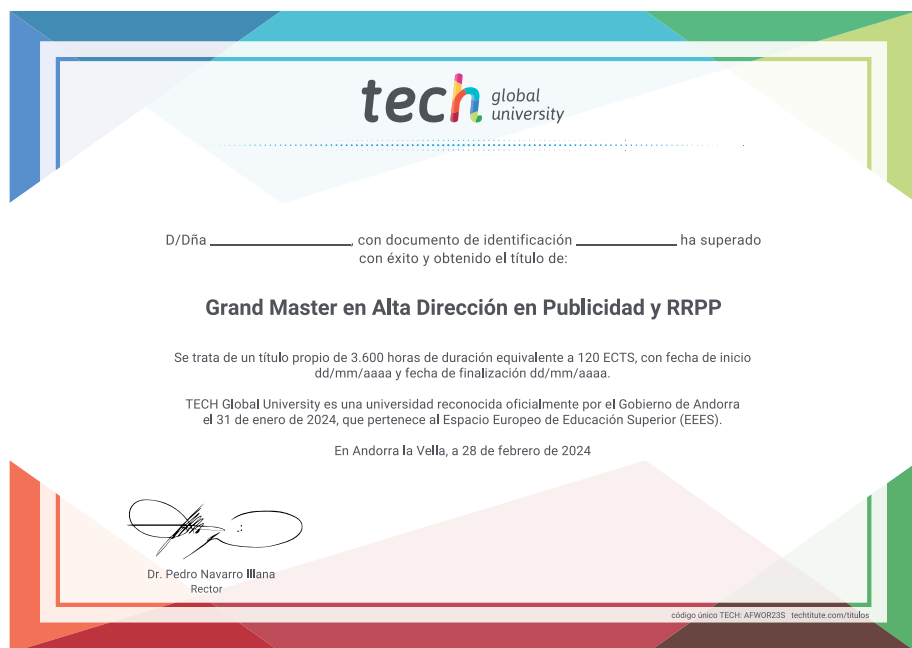 tech global university
D/Dña ______________, con documento de identificación __________ ha superado
con éxito y obtenido el título de:
Grand Master en Alta Dirección en Publicidad y RRPP
Se trata de un título propio de 3.600 horas de duración equivalente a 120 ECTS, con fecha de inicio
dd/mm/aaaa y fecha de finalización dd/mm/aaaa.
TECH Global University es una universidad reconocida oficialmente por el Gobierno de Andorra
el 31 de enero de 2024, que pertenece al Espacio Europeo de Educación Superior (EEES).
En Andorra la Vella, a 28 de febrero de 2024
Dr. Pedro Navarro Illana
Rector
código único TECH: AFWOR23S techtitute.com/titulos